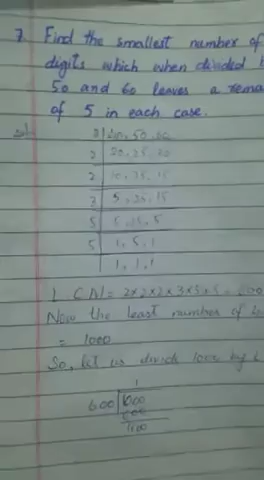 7. Find the smallest number of
digits which when divided b
50 and 60 leaves a rema
of 5 in each case.
Soln 2 40, 50, 60
2 20, 25, 30
2 10, 25, 15
3 5, 25, 15
5 5, 25, 5
5 1, 5, 1
1, 1, 1
L C M = 2×2×2×3×5×5 = 600
Now the least number of
= 1000
So, let us divide 1000 by
1
600 1000
600
400